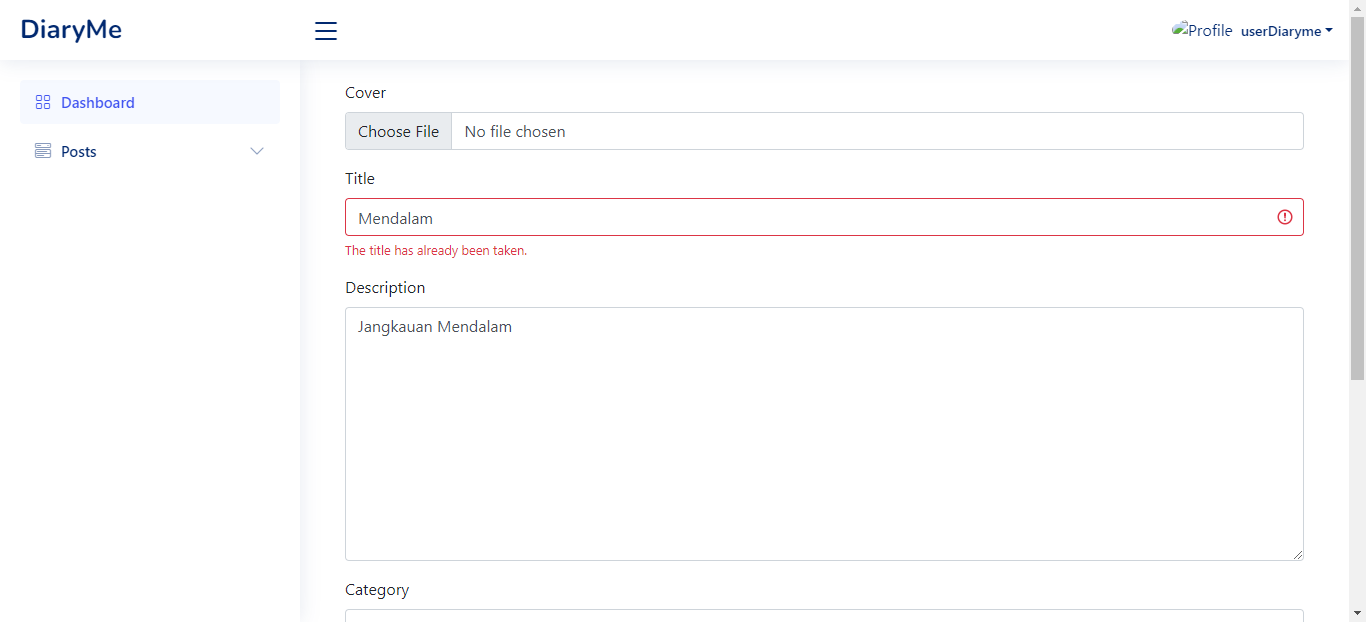 DiaryMe
Profile userDiaryme
Dashboard
Posts
Cover
Choose File No file chosen
Title
Mendalam
The title has already been taken.
Description
Jangkauan Mendalam
Category